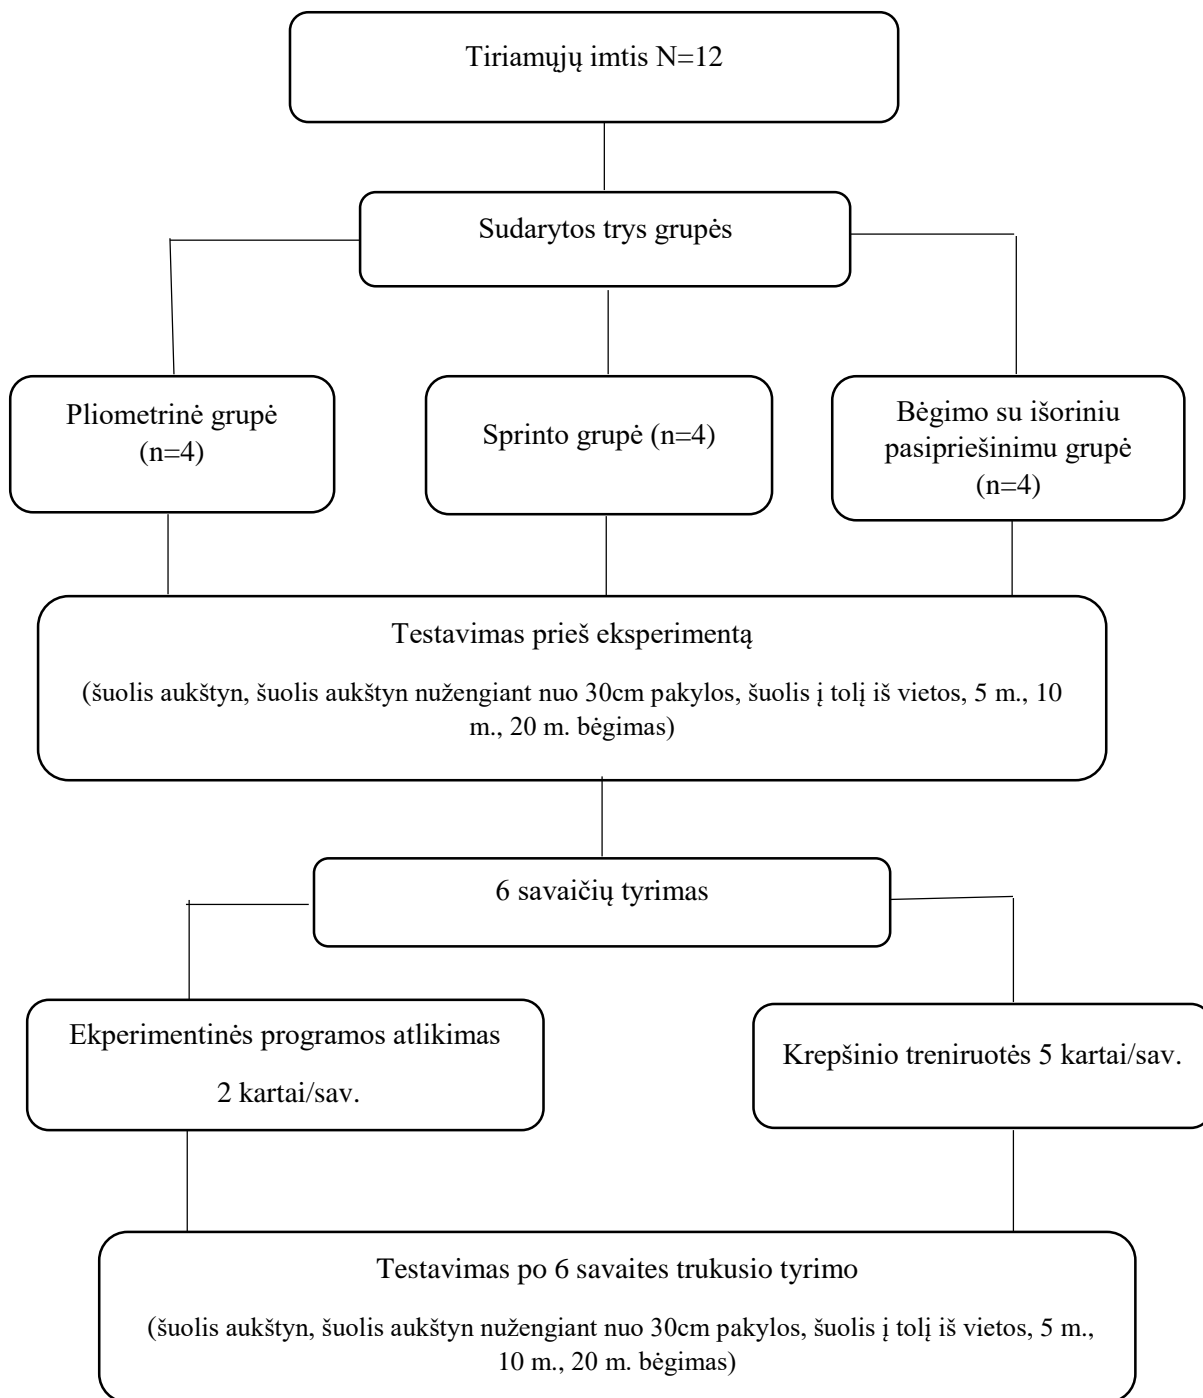 Tiriamųjų imtis N=12
Sudarytos trys grupės
Pliometrinė grupė
(n=4)
Sprinto grupė (n=4)
Bėgimo su išoriniu
pasipriešinimu grupė
(n=4)
Testavimas prieš eksperimentą
(šuolis aukštyn, šuolis aukštyn nužengiant nuo 30cm pakylos, šuolis į tolį iš vietos, 5 m., 10
m., 20 m. bėgimas)
6 savaičių tyrimas
Ekperimentinės programos atlikimas
2 kartai/sav.
Krepšinio treniruotės 5 kartai/sav.
Testavimas po 6 savaites trukusio tyrimo
(šuolis aukštyn, šuolis aukštyn nužengiant nuo 30cm pakylos, šuolis į tolį iš vietos, 5 m.,
10 m., 20 m. bėgimas)